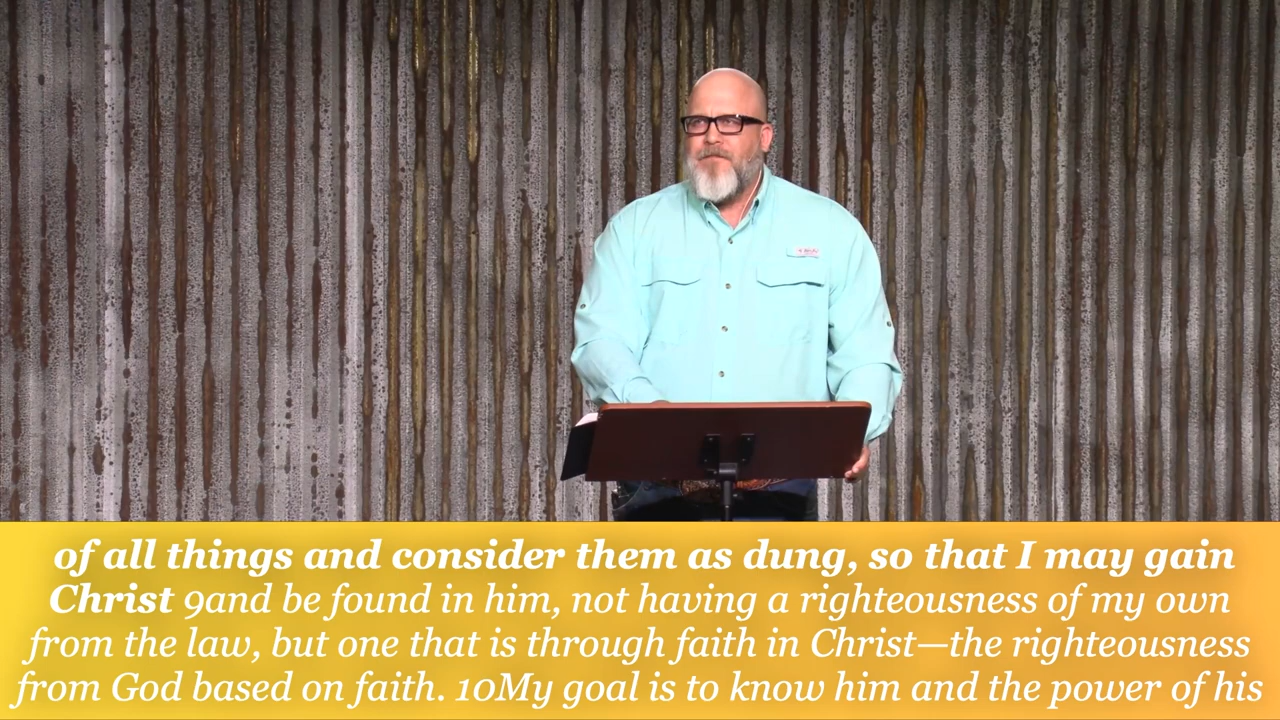 of all things and consider them as dung, so that I may gain
Christ 9and be found in him, not having a righteousness of my own
from the law, but one that is through faith in Christ—the righteousness
from God based on faith. 10My goal is to know him and the power of his